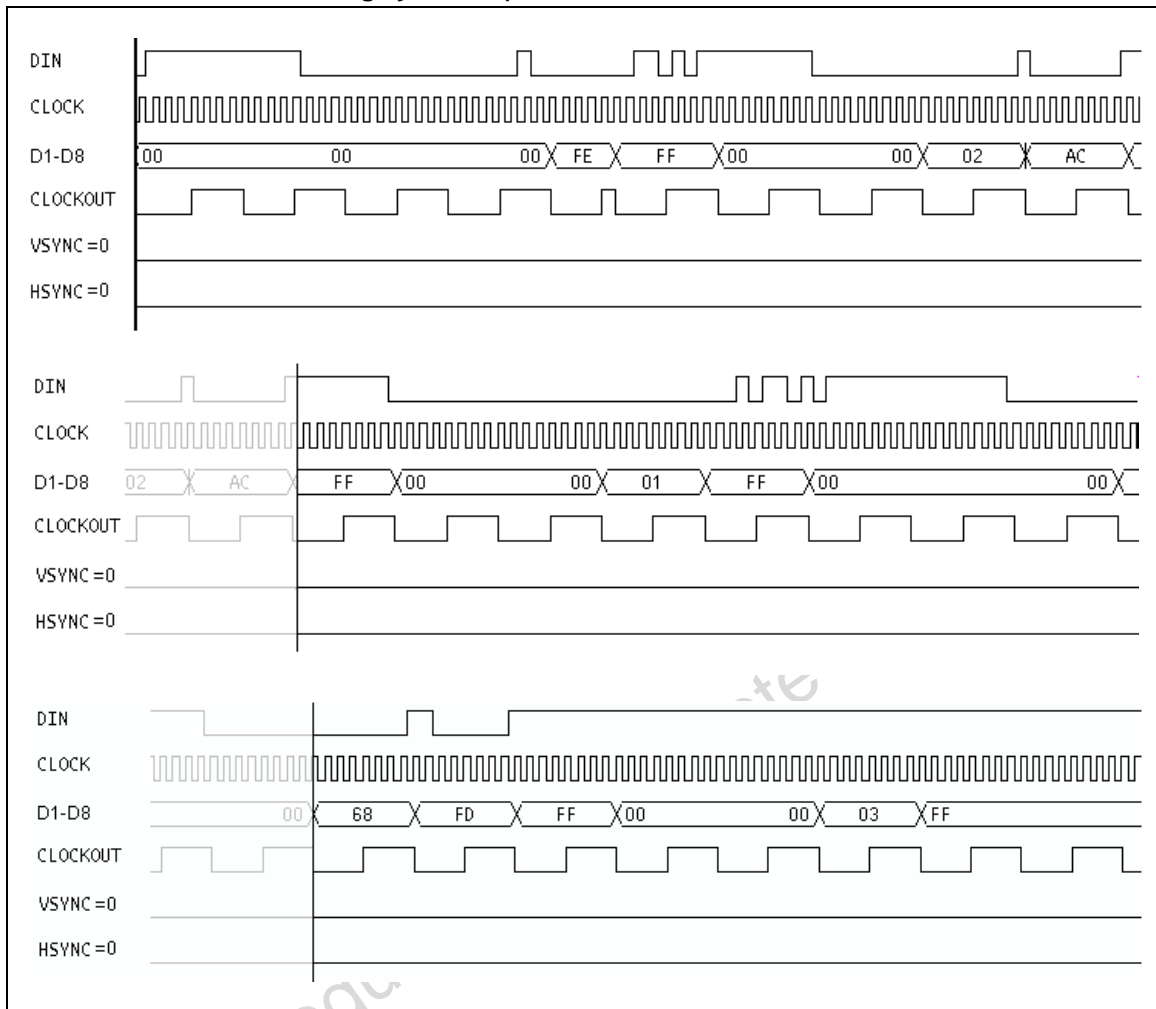 DIN
CLOCK
D1-D8 00 00 00 FE FF 00 00 02 AC
CLOCKOUT
VSYNC=0
HSYNC=0
DIN
CLOCK
D1-D8 02 AC FF 00 00 01 FF 00 00
CLOCKOUT
VSYNC=0
HSYNC=0
DIN
CLOCK
D1-D8 00 68 FD FF 00 00 03 FF
CLOCKOUT
VSYNC=0
HSYNC=0